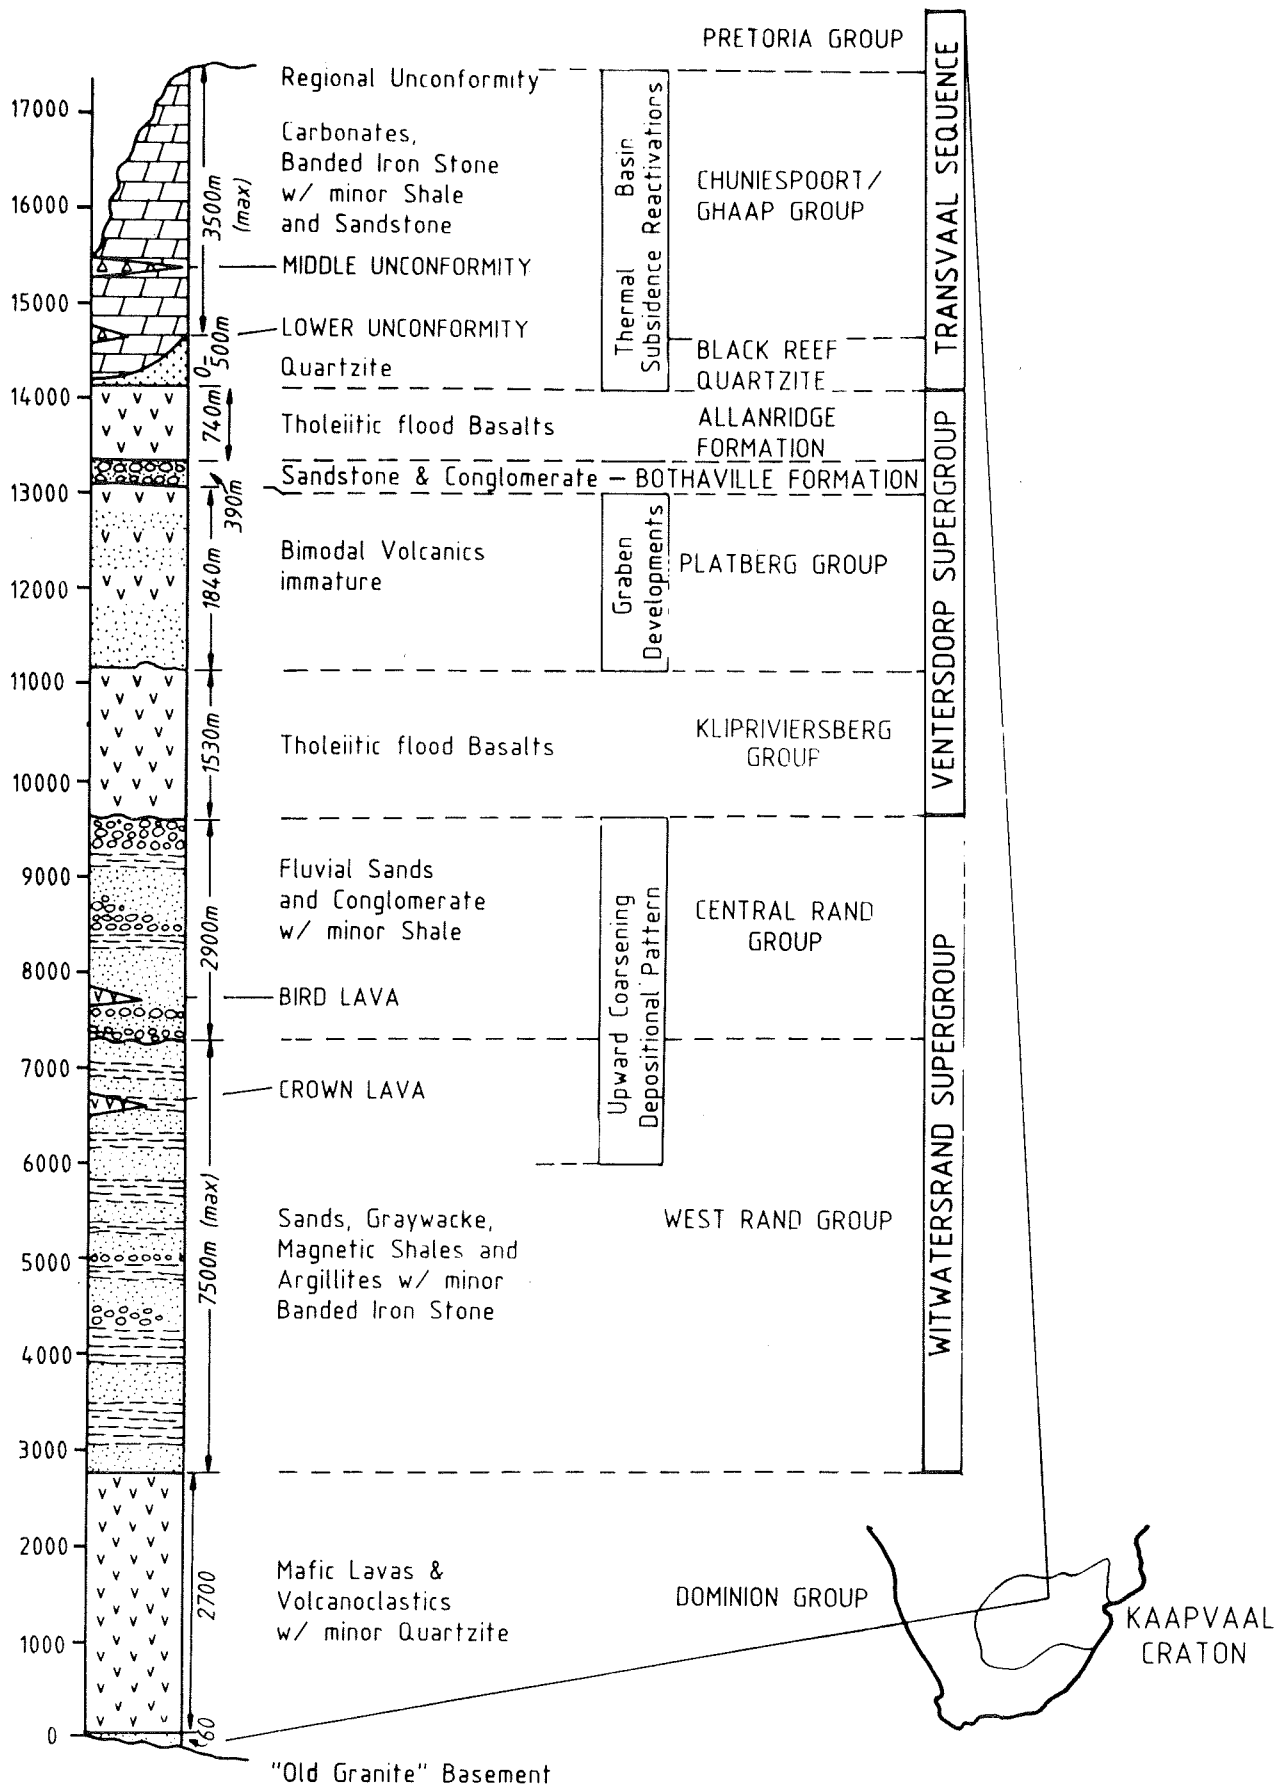 PRETORIA GROUP
Regional Unconformity
17000
Carbonates,
Banded Iron Stone
w/ minor Shale
and Sandstone
3500m
(max)
Thermal Basin
Subsidence Reactivations
CHUNIESPOORT/
GHAAP GROUP
TRANSVAAL SEQUENCE
16000
MIDDLE UNCONFORMITY
15000
LOWER UNCONFORMITY
0-
500m
Quartzite
BLACK REEF
QUARTZITE
14000
740m
Tholeiitic flood Basalts
ALLANRIDGE
FORMATION
Sandstone & Conglomerate – BOTHAVILLE FORMATION
13000
390m
1840m
Bimodal Volcanics
immature
Graben
Developments
PLATBERG GROUP
VENTERSDORP SUPERGROUP
12000
11000
1530m
Tholeiitic flood Basalts
KLIPRIVIERSBERG
GROUP
10000
9000
Fluvial Sands
and Conglomerate
w/ minor Shale
2900m
Upward Coarsening
Depositional Pattern
CENTRAL RAND
GROUP
8000
BIRD LAVA
7000
CROWN LAVA
6000
7500m (max)
Sands, Graywacke,
Magnetic Shales and
Argillites w/ minor
Banded Iron Stone
WEST RAND GROUP
WITWATERSRAND SUPERGROUP
5000
4000
3000
2000
2700
Mafic Lavas &
Volcanoclastics
w/ minor Quartzite
DOMINION GROUP
KAAPVAAL
CRATON
1000
0
60
"Old Granite" Basement